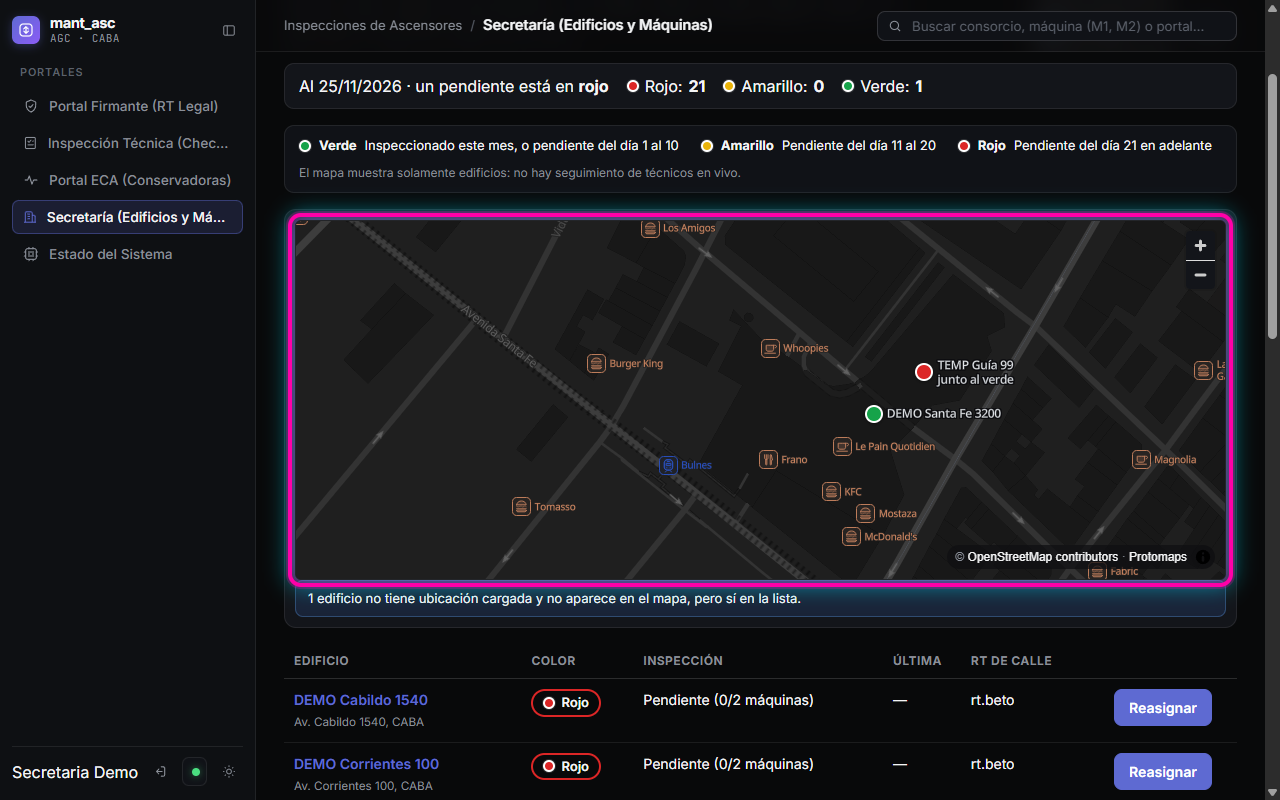 mant_asc
AGC · CABA
PORTALES
Portal Firmante (RT Legal)
Inspección Técnica (Chec...
Portal ECA (Conservadoras)
Secretaría (Edificios y Má...
Estado del Sistema
Secretaria Demo
Inspecciones de Ascensores / Secretaría (Edificios y Máquinas)
Buscar consorcio, máquina (M1, M2) o portal...
Al 25/11/2026 · un pendiente está en rojo Rojo: 21 Amarillo: 0 Verde: 1
Verde Inspeccionado este mes, o pendiente del día 1 al 10 Amarillo Pendiente del día 11 al 20 Rojo Pendiente del día 21 en adelante
El mapa muestra solamente edificios: no hay seguimiento de técnicos en vivo.
Los Amigos
+
−
Avenida Santa Fe
Whoopies
Burger King
TEMP Guía 99
junto al verde
DEMO Santa Fe 3200
Le Pain Quotidien
Frano
Bulnes
Magnolia
KFC
Tomasso
Mostaza
McDonald's
© OpenStreetMap contributors · Protomaps
Fabric
1 edificio no tiene ubicación cargada y no aparece en el mapa, pero sí en la lista.
EDIFICIO COLOR INSPECCIÓN ÚLTIMA RT DE CALLE
DEMO Cabildo 1540 Rojo Pendiente (0/2 máquinas) — rt.beto Reasignar
Av. Cabildo 1540, CABA
DEMO Corrientes 100 Rojo Pendiente (0/2 máquinas) — rt.beto Reasignar
Av. Corrientes 100, CABA